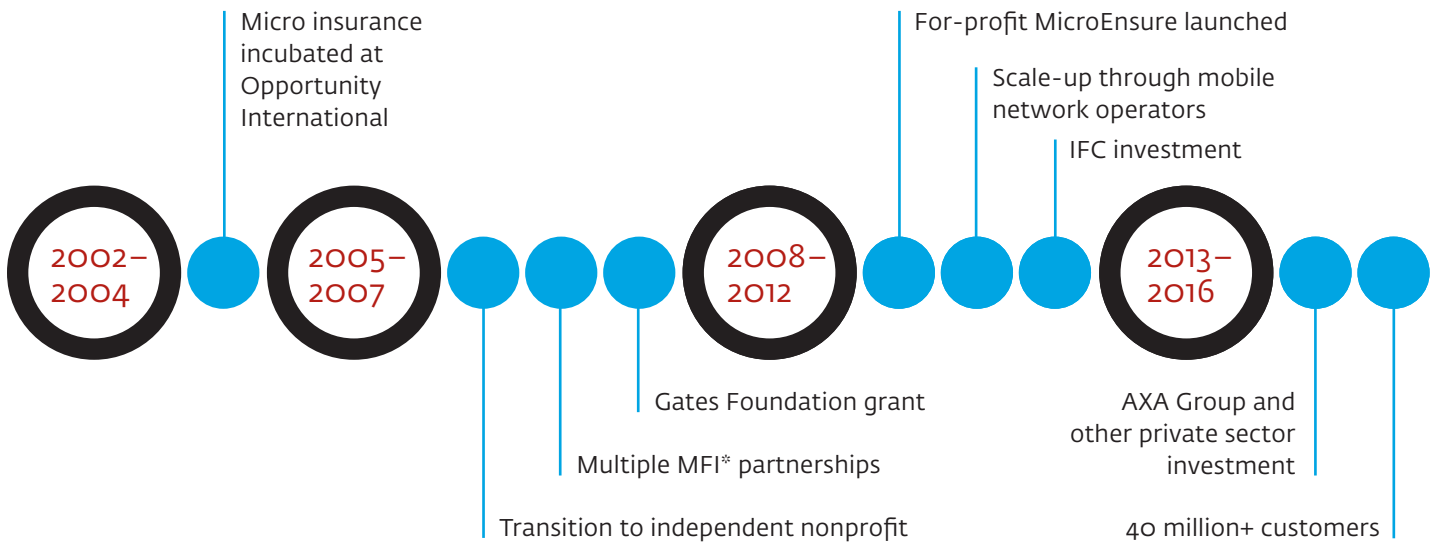 Micro insurance
incubated at
Opportunity
International
For-profit MicroEnsure launched
Scale-up through mobile
network operators
IFC investment
2002–
2004
2005–
2007
2008–
2012
2013–
2016
Gates Foundation grant
Multiple MFI* partnerships
Transition to independent nonprofit
AXA Group and
other private sector
investment
40 million+ customers